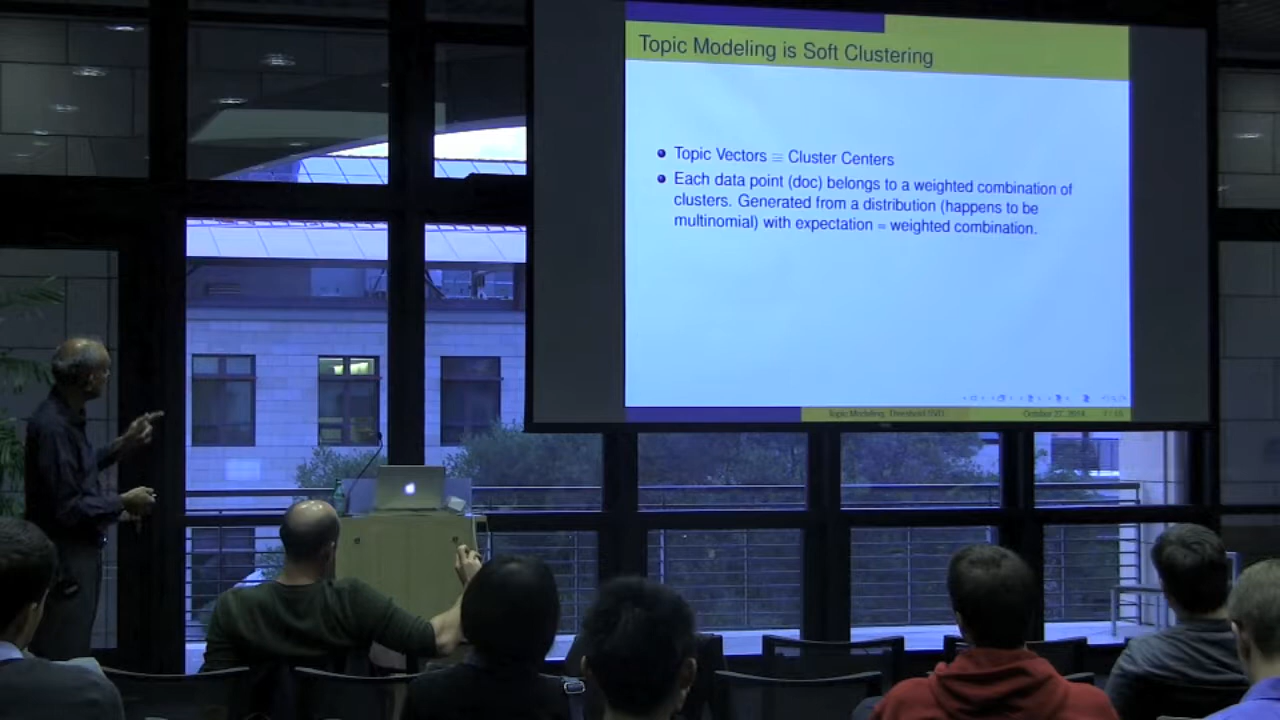 Topic Modeling is Soft Clustering
Topic Vectors ≡ Cluster Centers
Each data point (doc) belongs to a weighted combination of
clusters. Generated from a distribution (happens to be
multinomial) with expectation = weighted combination.
Topic Modeling, Threshold SVD
October 27, 2014